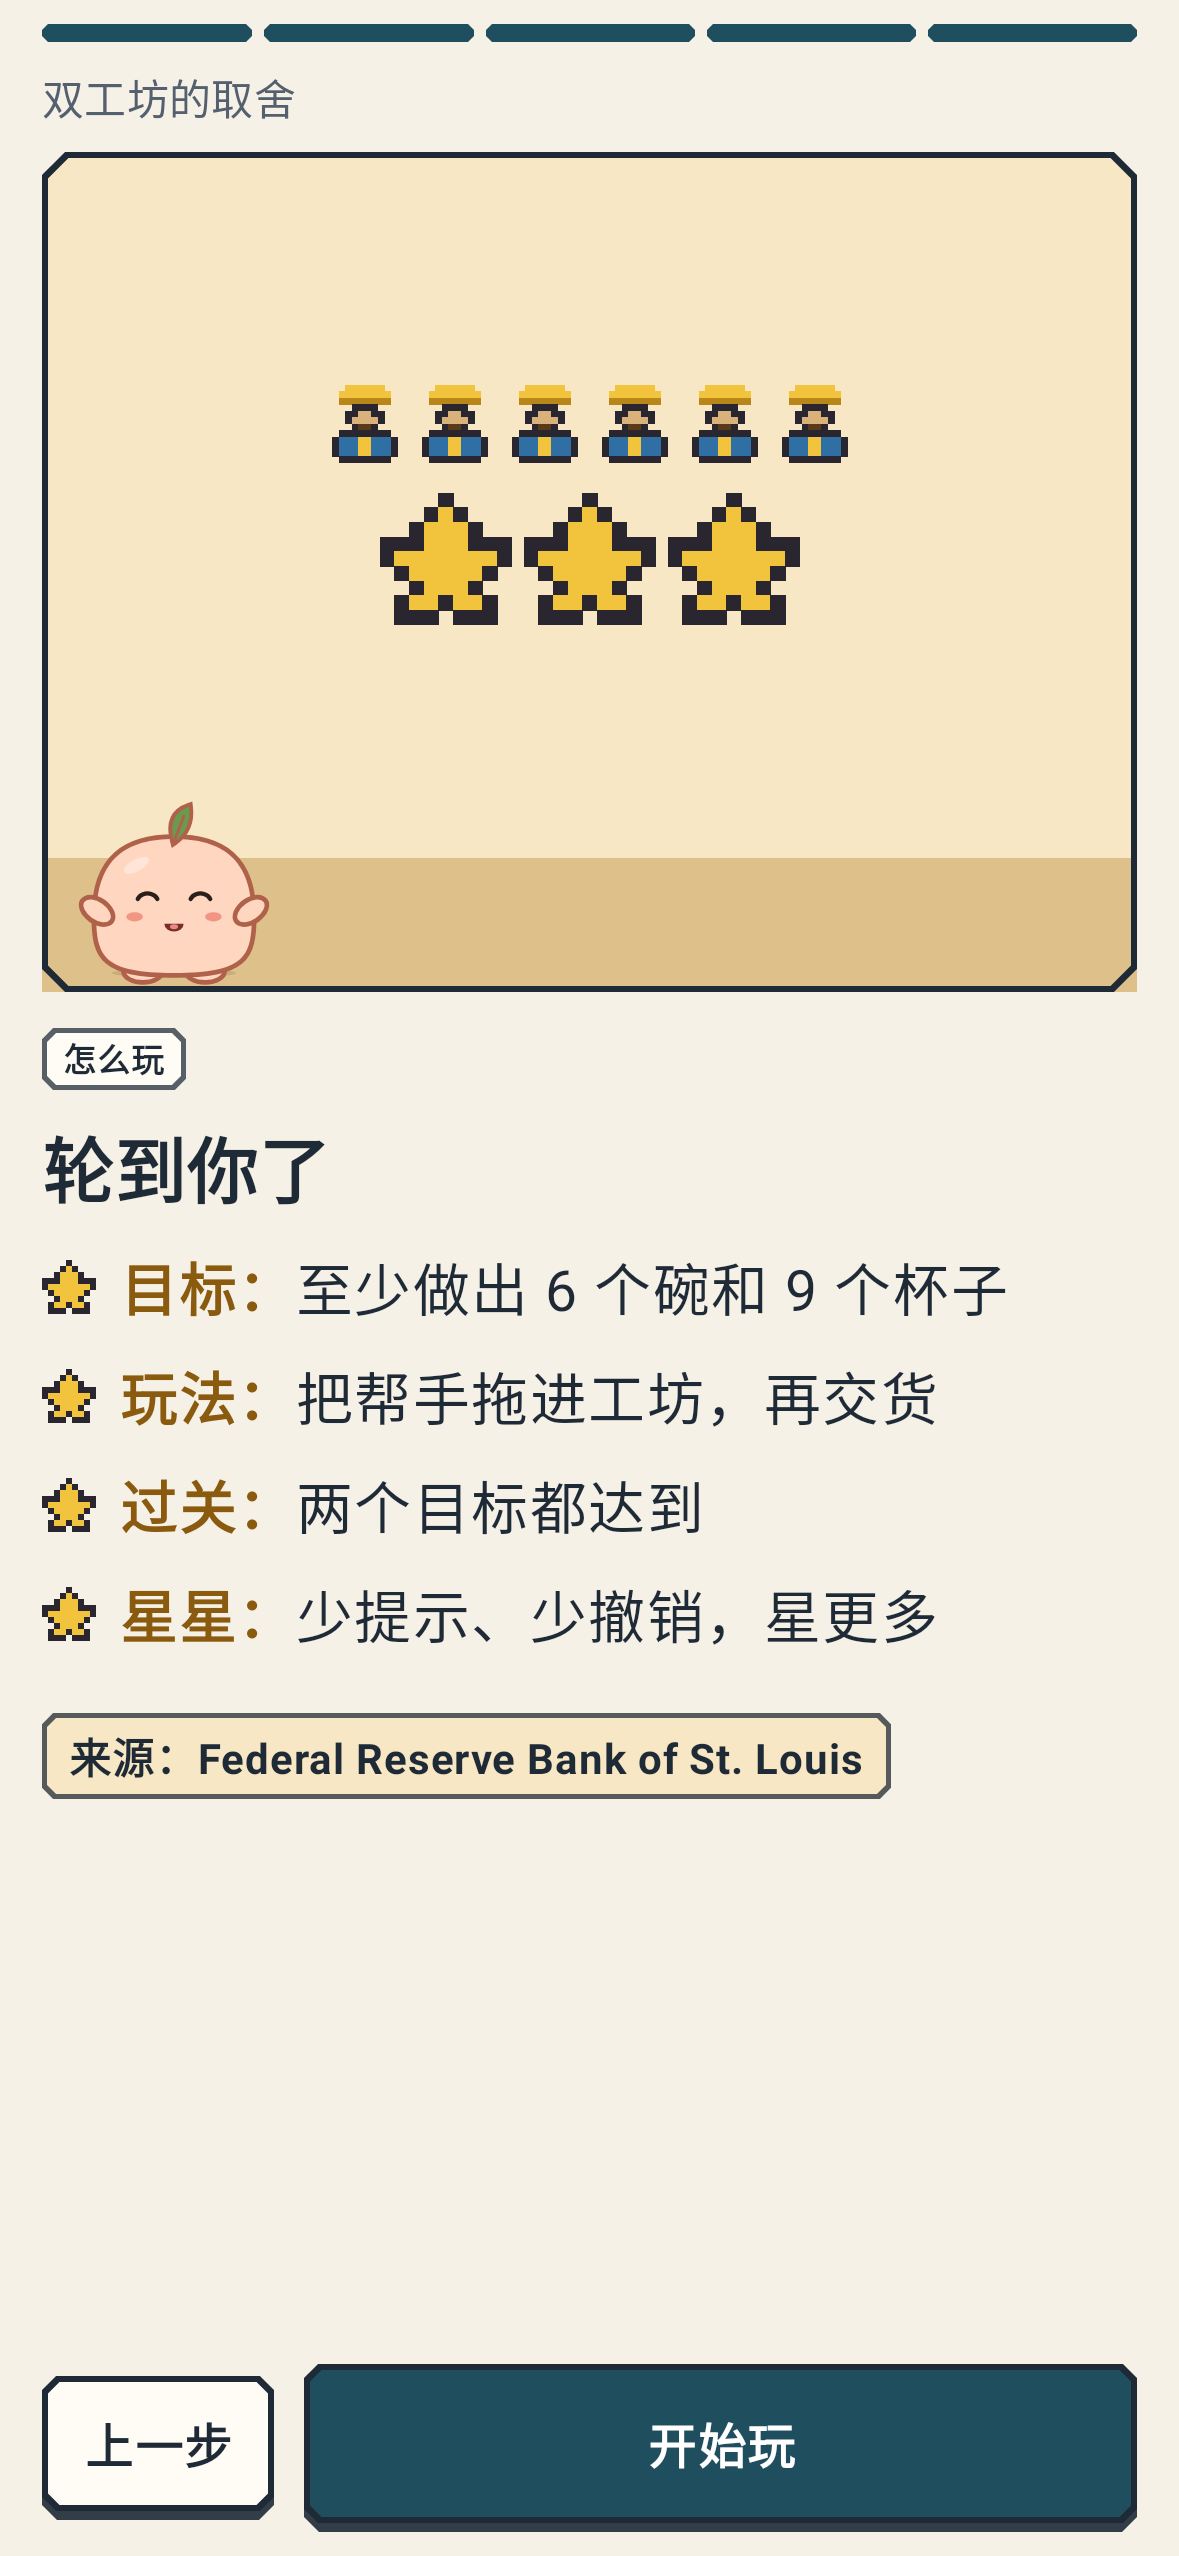 双工坊的取舍
怎么玩
轮到你了
目标：至少做出 6 个碗和 9 个杯子
玩法：把帮手拖进工坊，再交货
过关：两个目标都达到
星星：少提示、少撤销，星更多
来源：Federal Reserve Bank of St. Louis
上一步
开始玩